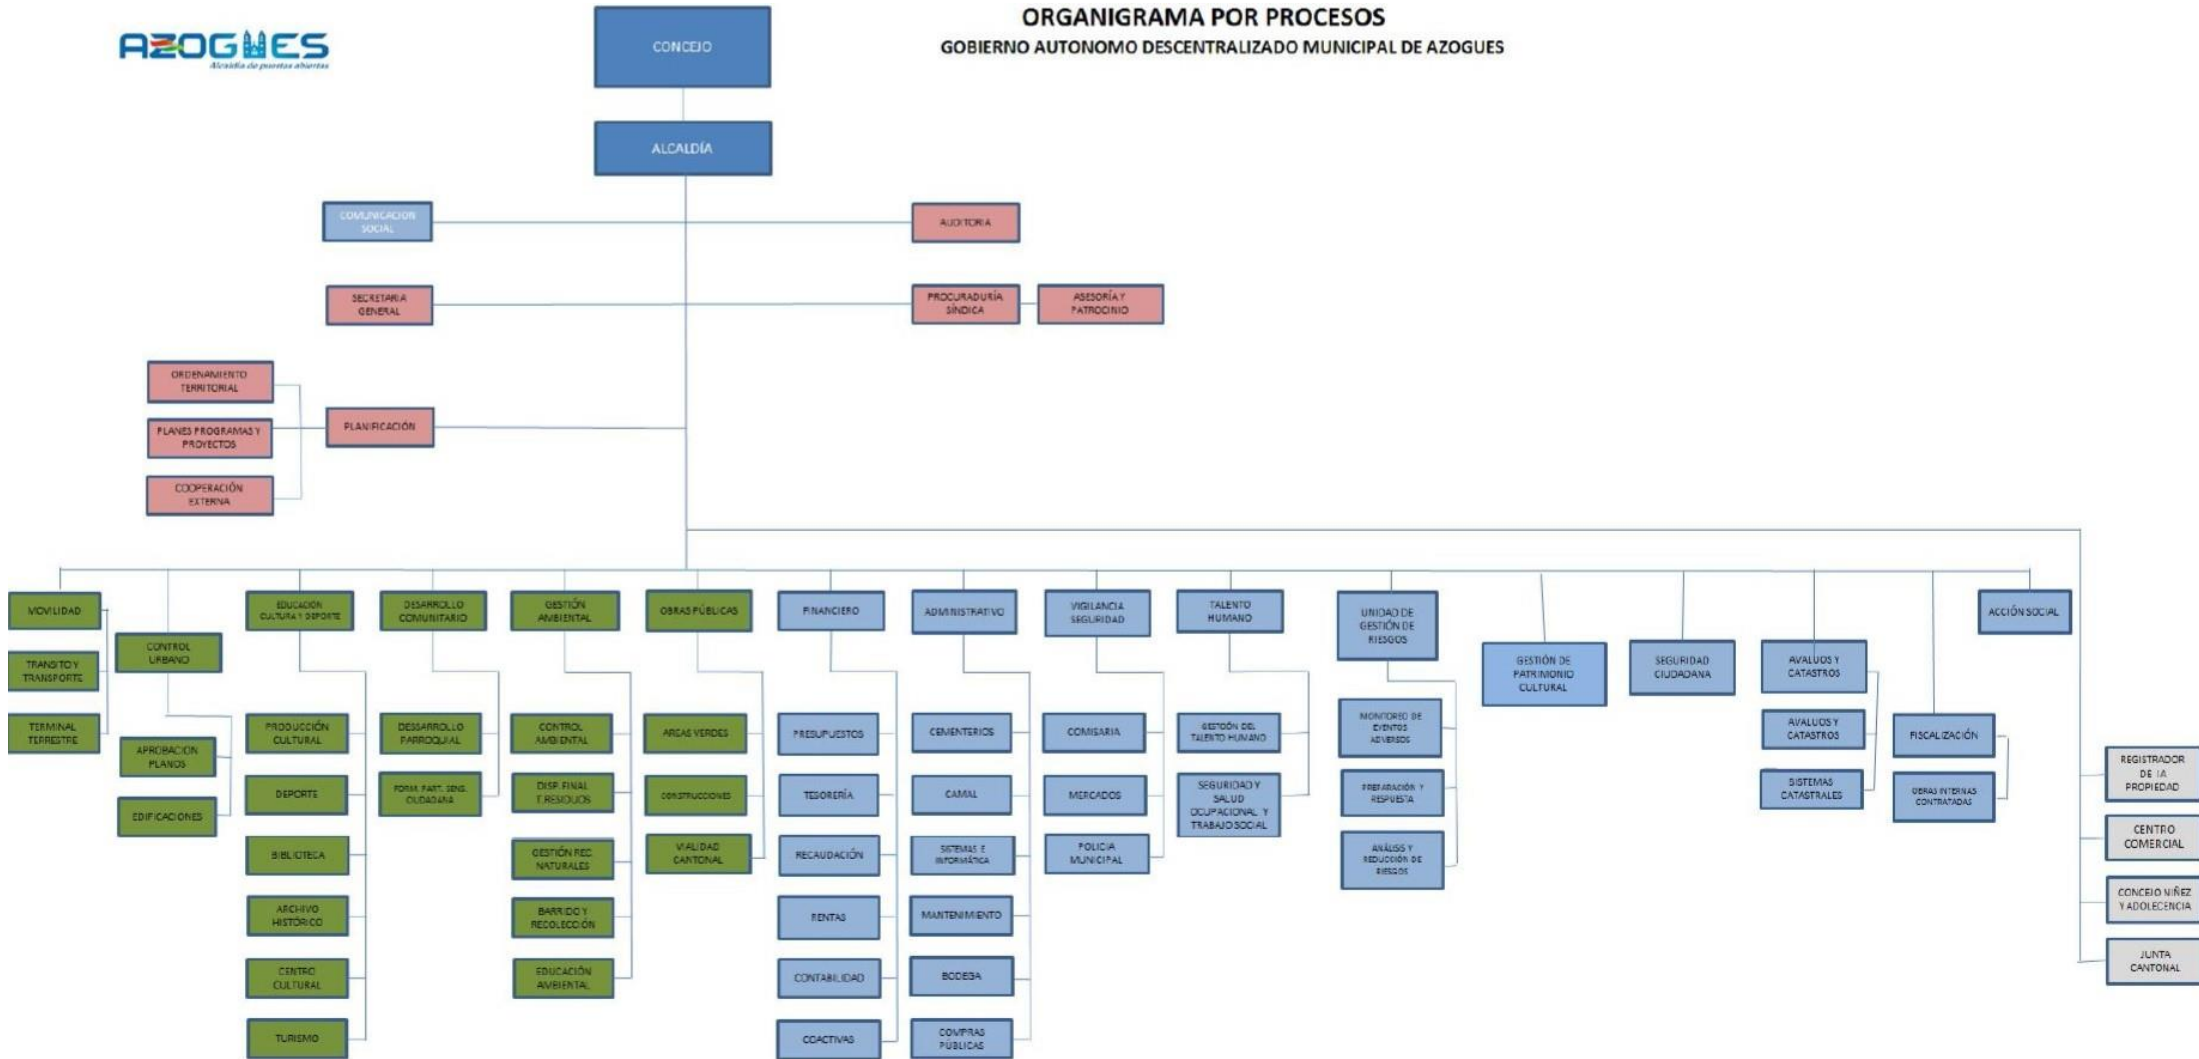 ORGANIGRAMA POR PROCESOS
GOBIERNO AUTONOMO DESCENTRALIZADO MUNICIPAL DE AZOGUES
AZOGUES
Alcaldía de puertas abiertas
CONCEJO
ALCALDÍA
COMUNICACION
SOCIAL
AUDITORIA
SECRETARIA
GENERAL
PROCURADURÍA
SÍNDICA
ASESORÍA Y
PATROCINIO
ORDENAMIENTO
TERRITORIAL
PLANES PROGRAMAS Y
PROYECTOS
COOPERACIÓN
EXTERNA
PLANIFICACIÓN
MOVILIDAD
TRANSITO Y
TRANSPORTE
TERMINAL
TERRESTRE
CONTROL
URBANO
APROBACION
PLANOS
EDIFICACIONES
EDUCACION
CULTURA Y DEPORTE
PRODUCCIÓN
CULTURAL
DEPORTE
BIBLIOTECA
ARCHIVO
HISTÓRICO
CENTRO
CULTURAL
TURISMO
DESARROLLO
COMUNITARIO
DESSARROLLO
PARROQUIAL
FORM. PART. SENS.
CIUDADANA
GESTIÓN
AMBIENTAL
CONTROL
AMBIENTAL
DISP. FINAL
T.RESIDUOS
GESTIÓN REC.
NATURALES
BARRIDO Y
RECOLECCIÓN
EDUCACIÓN
AMBIENTAL
OBRAS PÚBLICAS
AREAS VERDES
CONSTRUCCIONES
VIALIDAD
CANTONAL
FINANCIERO
PRESUPUESTOS
TESORERÍA
RECAUDACIÓN
RENTAS
CONTABILIDAD
COACTIVAS
ADMINISTRATIVO
CEMENTERIOS
CAMAL
SISTEMAS E
INFORMÁTICA
MANTENIMIENTO
BODEGA
COMPRAS
PÚBLICAS
VIGILANCIA
SEGURIDAD
COMISARIA
MERCADOS
POLICIA
MUNICIPAL
TALENTO
HUMANO
GESTIÓN DEL
TALENTO HUMANO
SEGURIDAD Y
SALUD
OCUPACIONAL Y
TRABAJO SOCIAL
UNIDAD DE
GESTIÓN DE
RIESGOS
MONITOREO DE
EVENTOS
ADVERSOS
PREPARACIÓN Y
RESPUESTA
ANÁLISIS Y
REDUCCIÓN DE
RIESGOS
GESTIÓN DE
PATRIMONIO
CULTURAL
SEGURIDAD
CIUDADANA
AVALUOS Y
CATASTROS
AVALUOS Y
CATASTROS
SISTEMAS
CATASTRALES
FISCALIZACIÓN
OBRAS INTERNAS
CONTRATADAS
ACCIÓN SOCIAL
REGISTRADOR
DE LA
PROPIEDAD
CENTRO
COMERCIAL
CONCEJO NIÑEZ
Y ADOLECENCIA
JUNTA
CANTONAL